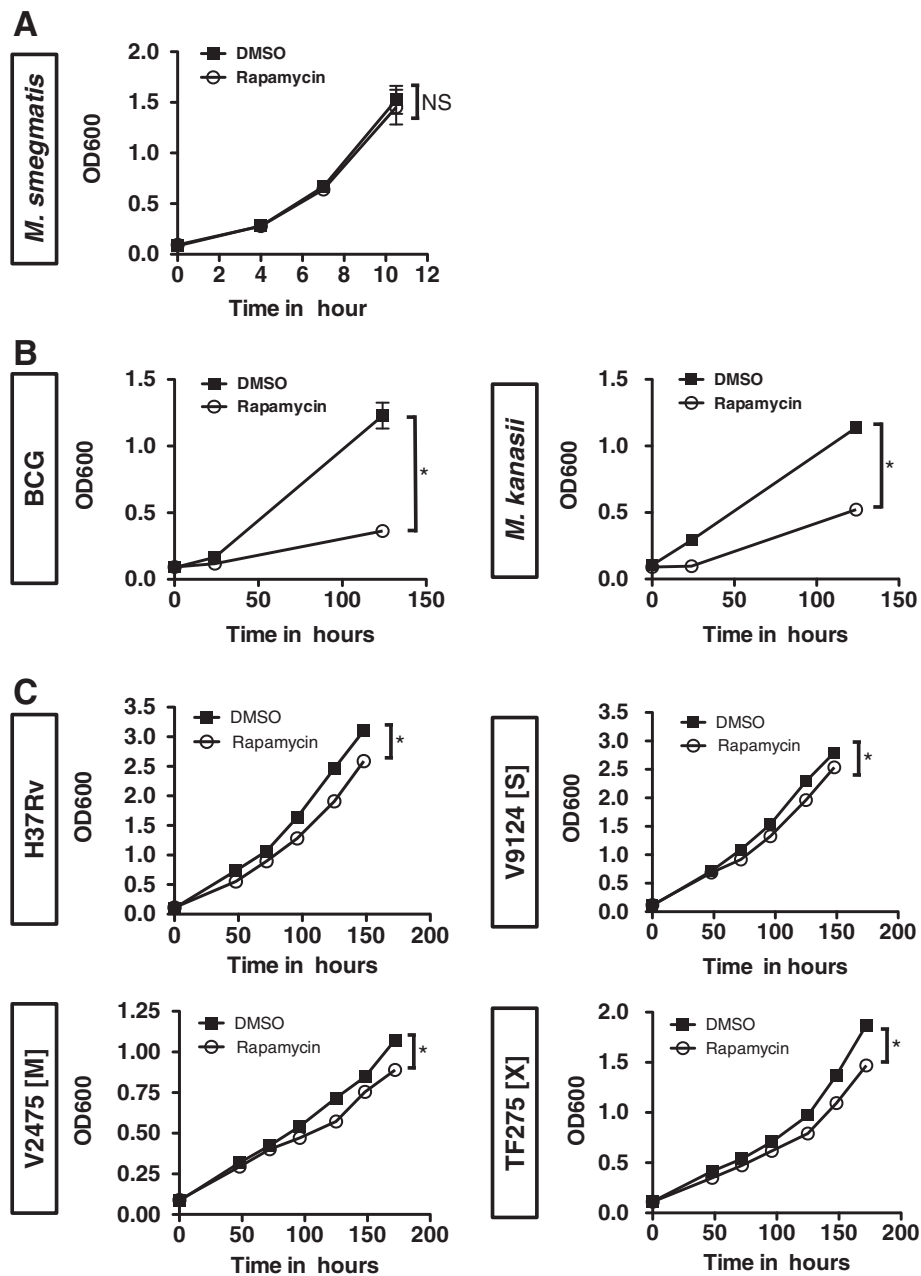 A
M. smegmatis
DMSO
Rapamycin
NS
OD600
2.0
1.5
1.0
0.5
0.0
0 2 4 6 8 10 12
Time in hour
B
BCG
DMSO
Rapamycin
*
OD600
1.5
1.0
0.5
0.0
0 50 100 150
Time in hours
M. kanasii
DMSO
Rapamycin
*
OD600
1.5
1.0
0.5
0.0
0 50 100 150
Time in hours
C
H37Rv
DMSO
Rapamycin
*
OD600
3.5
3.0
2.5
2.0
1.5
1.0
0.5
0.0
0 50 100 150 200
Time in hours
V9124 [S]
DMSO
Rapamycin
*
OD600
3.5
3.0
2.5
2.0
1.5
1.0
0.5
0.0
0 50 100 150 200
Time in hours
V2475 [M]
DMSO
Rapamycin
*
OD600
1.25
1.00
0.75
0.50
0.25
0.00
0 50 100 150 200
Time in hours
TF275 [X]
DMSO
Rapamycin
*
OD600
2.0
1.5
1.0
0.5
0.0
0 50 100 150 200
Time in hours